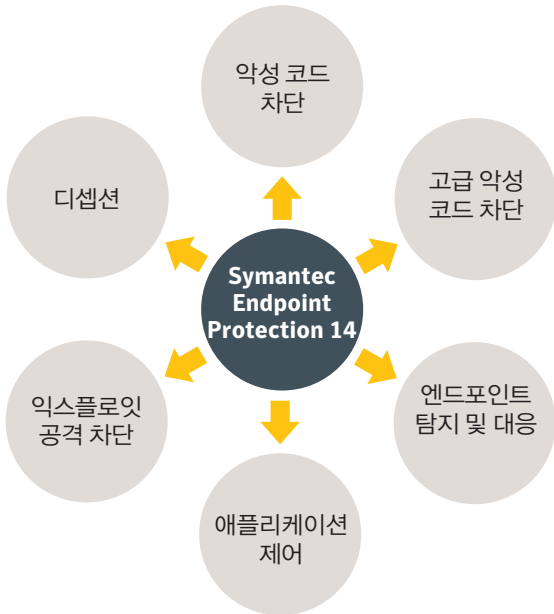 악성 코드
차단
고급 악성
코드 차단
디셉션
Symantec
Endpoint
Protection 14
엔드포인트
탐지 및 대응
익스플로잇
공격 차단
애플리케이션
제어